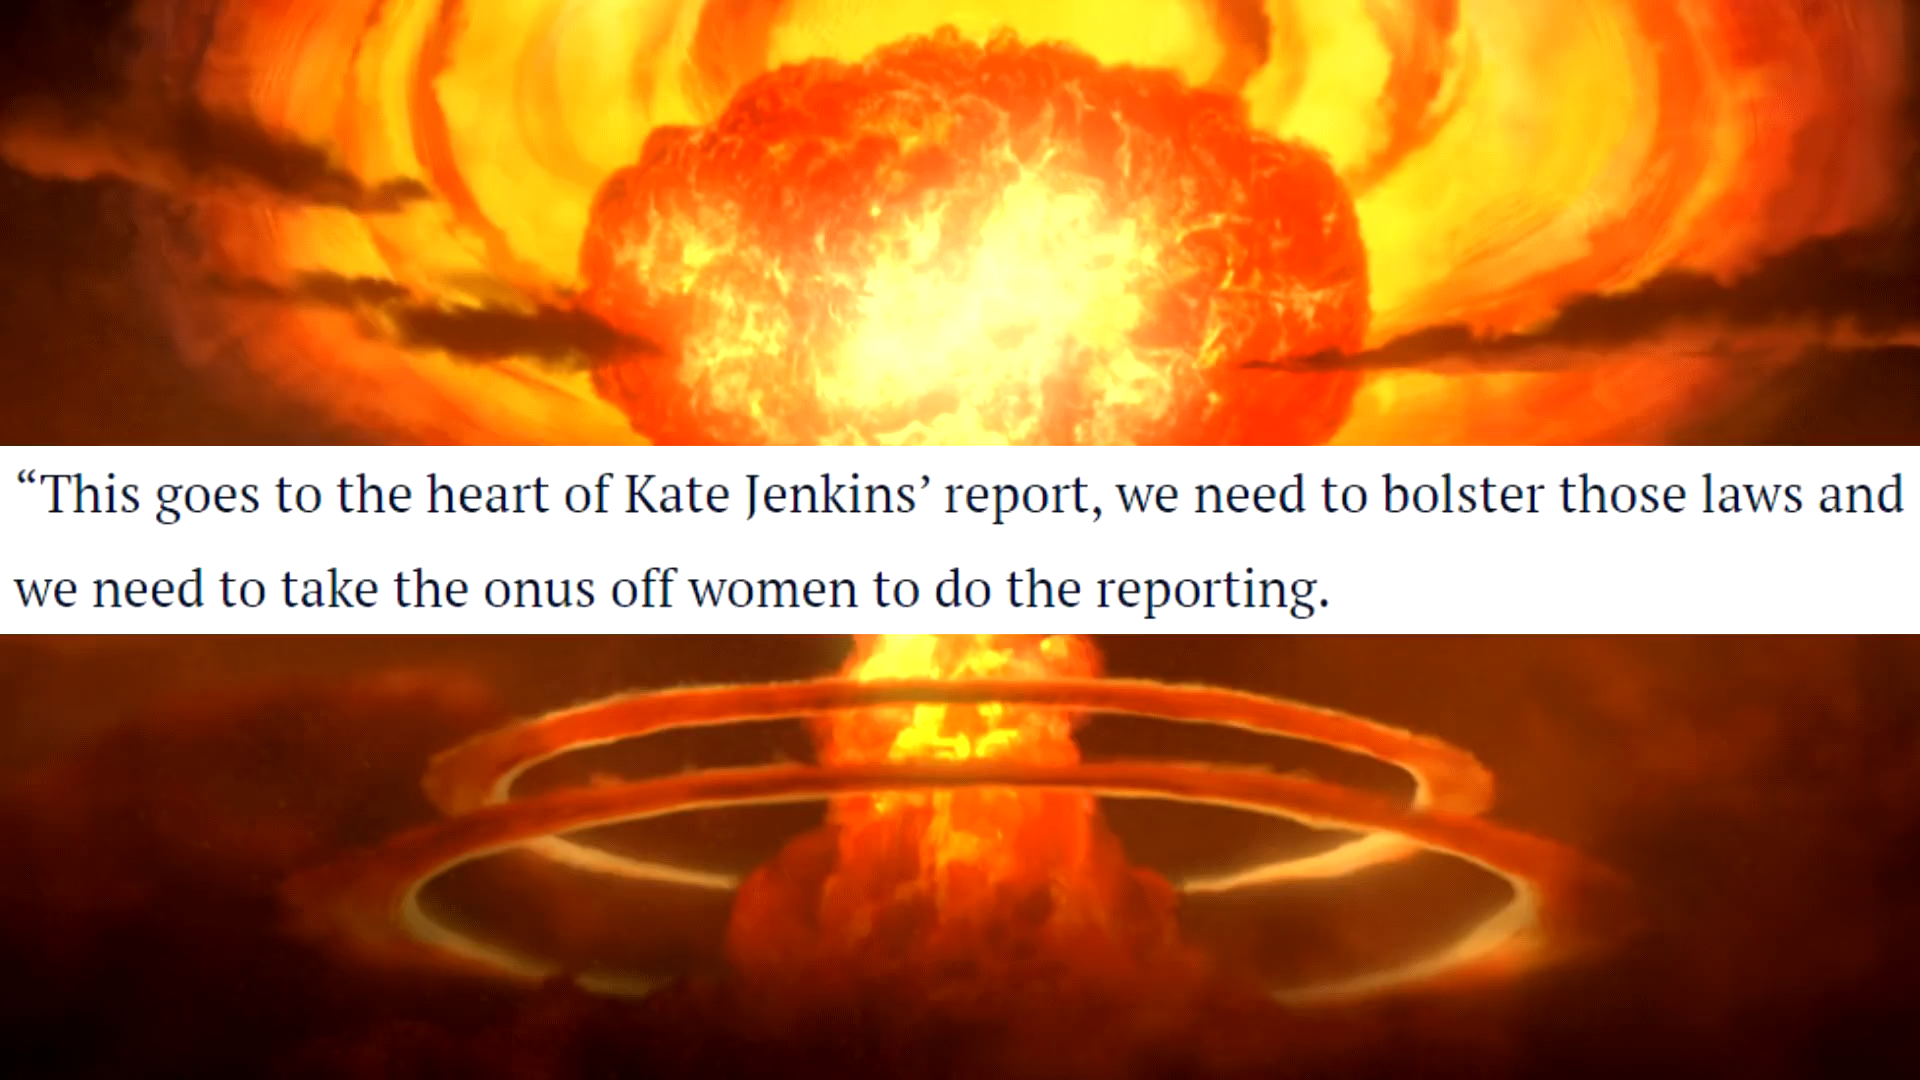 “This goes to the heart of Kate Jenkins’ report, we need to bolster those laws and
we need to take the onus off women to do the reporting.